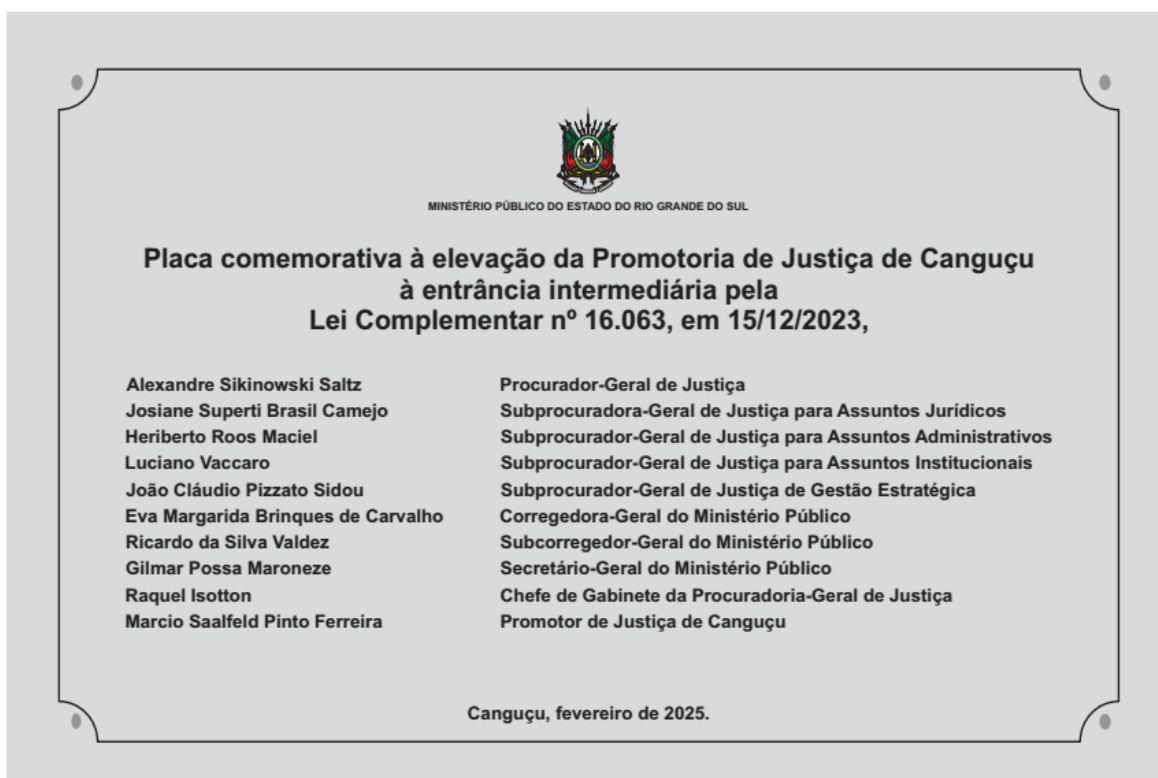 MINISTÉRIO PÚBLICO DO ESTADO DO RIO GRANDE DO SUL
Placa comemorativa à elevação da Promotoria de Justiça de Canguçu
à entrância intermediária pela
Lei Complementar nº 16.063, em 15/12/2023,
Alexandre Sikinowski Saltz Procurador-Geral de Justiça
Josiane Superti Brasil Camejo Subprocuradora-Geral de Justiça para Assuntos Jurídicos
Heriberto Roos Maciel Subprocurador-Geral de Justiça para Assuntos Administrativos
Luciano Vaccaro Subprocurador-Geral de Justiça para Assuntos Institucionais
João Cláudio Pizzato Sidou Subprocurador-Geral de Justiça de Gestão Estratégica
Eva Margarida Brinques de Carvalho Corregedora-Geral do Ministério Público
Ricardo da Silva Valdez Subcorregedor-Geral do Ministério Público
Gilmar Possa Maroneze Secretário-Geral do Ministério Público
Raquel Isotton Chefe de Gabinete da Procuradoria-Geral de Justiça
Marcio Saalfeld Pinto Ferreira Promotor de Justiça de Canguçu
Canguçu, fevereiro de 2025.